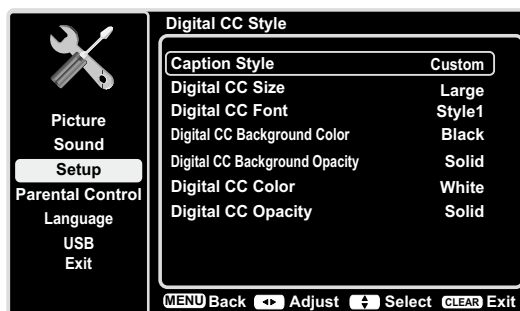 Digital CC Style
Picture
Sound
Setup
Parental Control
Language
USB
Exit
Caption Style Custom
Digital CC Size Large
Digital CC Font Style1
Digital CC Background Color Black
Digital CC Background Opacity Solid
Digital CC Color White
Digital CC Opacity Solid
MENU Back Adjust Select CLEAR Exit